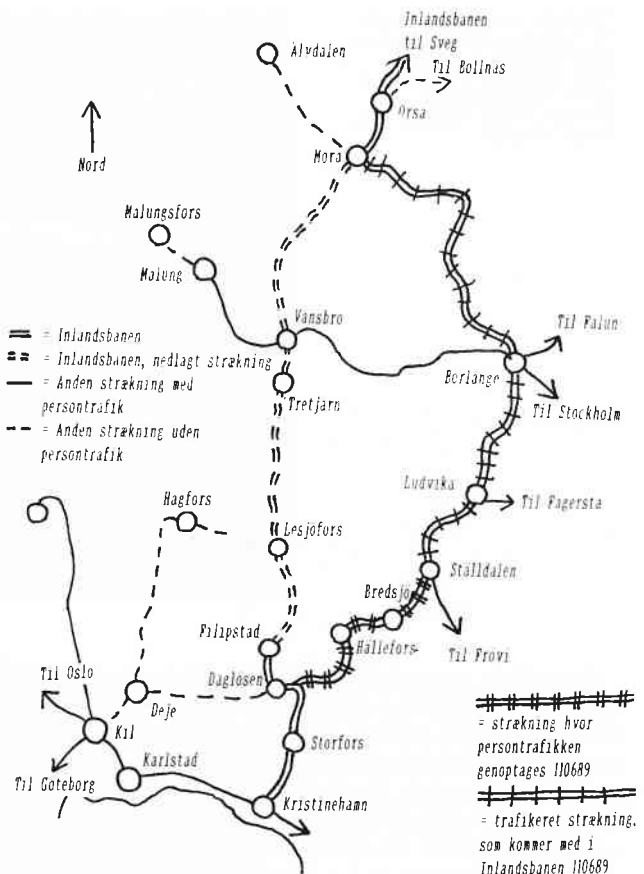 Inlandsbanen
til Sveg
Til Bollnas
Alvdalen
Orsa
Mora
Nord
Malungsfors
Malung
Vansbro
Til Falun
Borlange
Til Stockholm
Tretjarn
= Inlandsbanen
= Inlandsbanen, nedlagt strækning
= Anden strækning med
persontrafik
= Anden strækning uden
persontrafik
Ludvika
Til Fagersta
Hagfors
Lesjofors
Ställdalen
Bredsjö
Filipstad
Hällefors
Til Frövi
Til Oslo
Daglösen
Deje
Kil
Storfors
Karlstad
Til Goteborg
Kristinehamn
= strækning hvor
persontrafikken
genoptages 110689
= trafikeret strækning,
som kommer med i
Inlandsbanen 110689